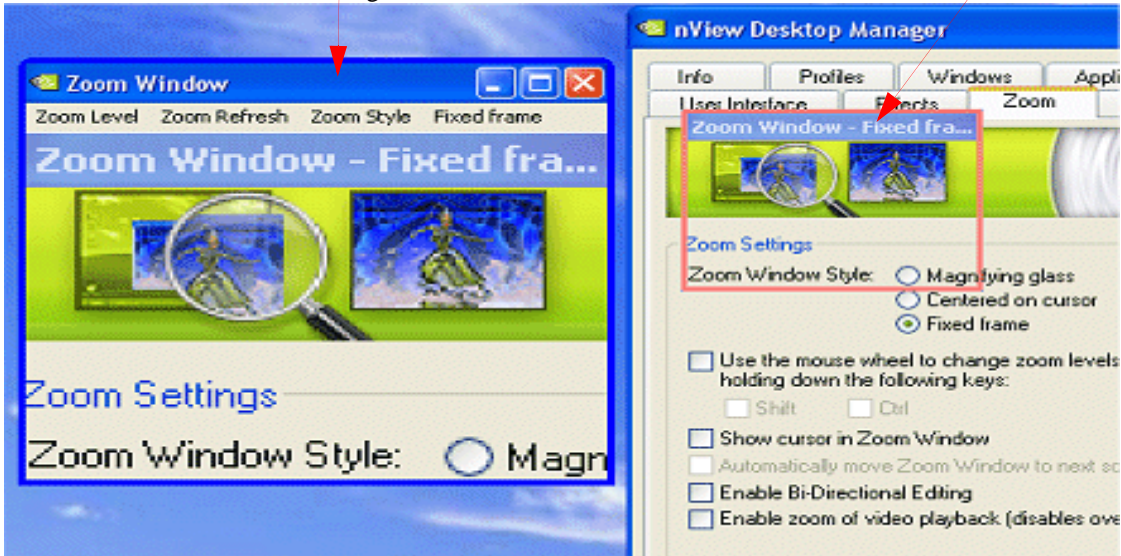 Zoom Window
Zoom Level Zoom Refresh Zoom Style Fixed frame
Zoom Window - Fixed fra...
Zoom Settings
Zoom Window Style: Magn
nView Desktop Manager
Info Profiles Windows Appli
User Interface Effects Zoom
Zoom Window - Fixed fra...
Zoom Settings
Zoom Window Style: Magnifying glass
Centered on cursor
Fixed frame
Use the mouse wheel to change zoom levels
holding down the following keys:
Shift Ctrl
Show cursor in Zoom Window
Automatically move Zoom Window to next sc
Enable Bi-Directional Editing
Enable zoom of video playback (disables ove